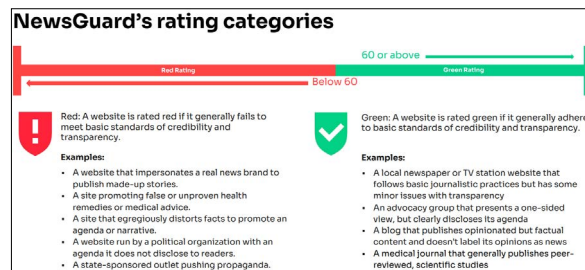 NewsGuard's rating categories
60 or above
Red Rating
Green Rating
Below 60
Red: A website is rated red if it generally fails to
meet basic standards of credibility and
transparency.
Examples:
• A website that impersonates a real news brand to
publish made-up stories.
• A site promoting false or unproven health
remedies or medical advice.
• A site that egregiously distorts facts to promote an
agenda or narrative.
• A website run by a political organization with an
agenda it does not disclose to readers.
• A state-sponsored outlet pushing propaganda.
Green: A website is rated green if it generally adhere
to basic standards of credibility and transparency.
Examples:
• A local newspaper or TV station website that
follows basic journalistic practices but has some
minor issues with transparency
• An advocacy group that presents a one-sided
view, but clearly discloses its agenda
• A blog that publishes opinionated but factual
content and doesn't label its opinions as news
• A medical journal that generally publishes peer-
reviewed, scientific studies